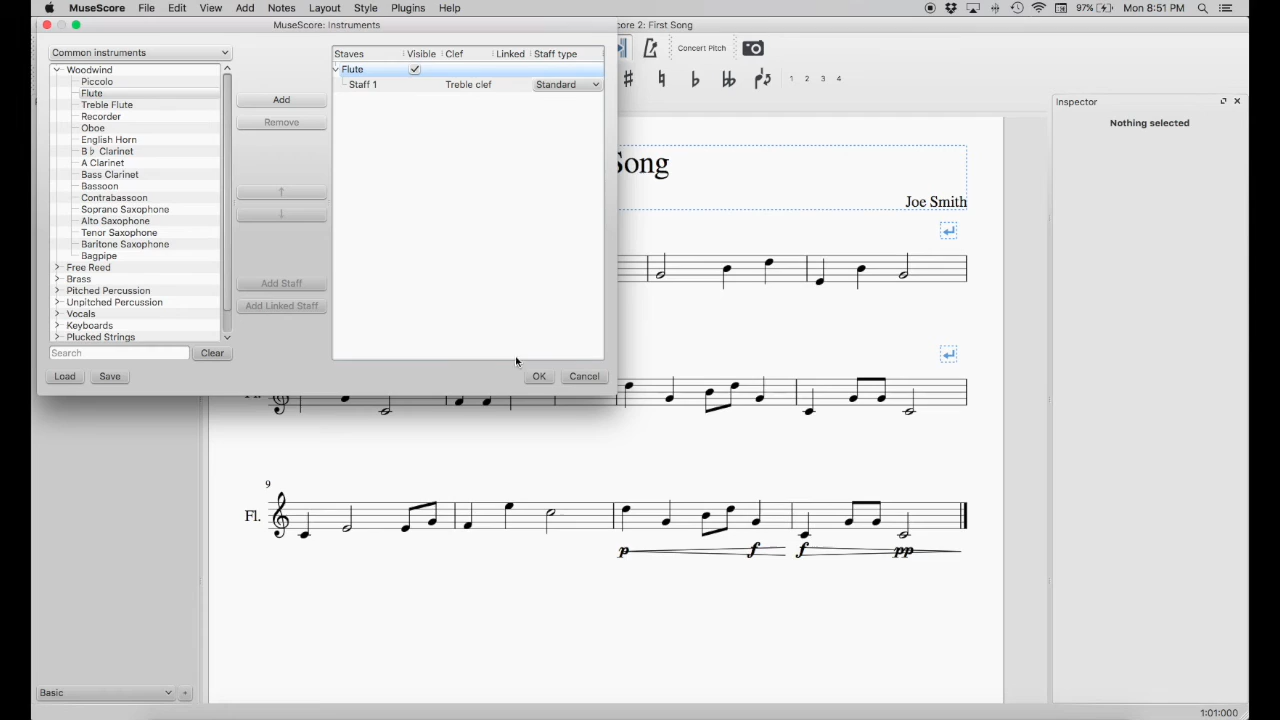 MuseScore File Edit View Add Notes Layout Style Plugins Help 97% Mon 8:51 PM
MuseScore: Instruments
core 2: First Song
Common instruments
Woodwind
Piccolo
Flute
Treble Flute
Recorder
Oboe
English Horn
B♭ Clarinet
A Clarinet
Bass Clarinet
Bassoon
Contrabassoon
Soprano Saxophone
Alto Saxophone
Tenor Saxophone
Baritone Saxophone
Bagpipe
Free Reed
Brass
Pitched Percussion
Unpitched Percussion
Vocals
Keyboards
Plucked Strings
Search
Clear
Load
Save
Add
Remove
↑
↓
Add Staff
Add Linked Staff
Staves Visible Clef Linked Staff type
Flute
Staff 1 Treble clef Standard
OK
Cancel
Concert Pitch
1 2 3 4
Song
Joe Smith
9
Fl.
p f f pp
Inspector
Nothing selected
Basic
+
1:01:000